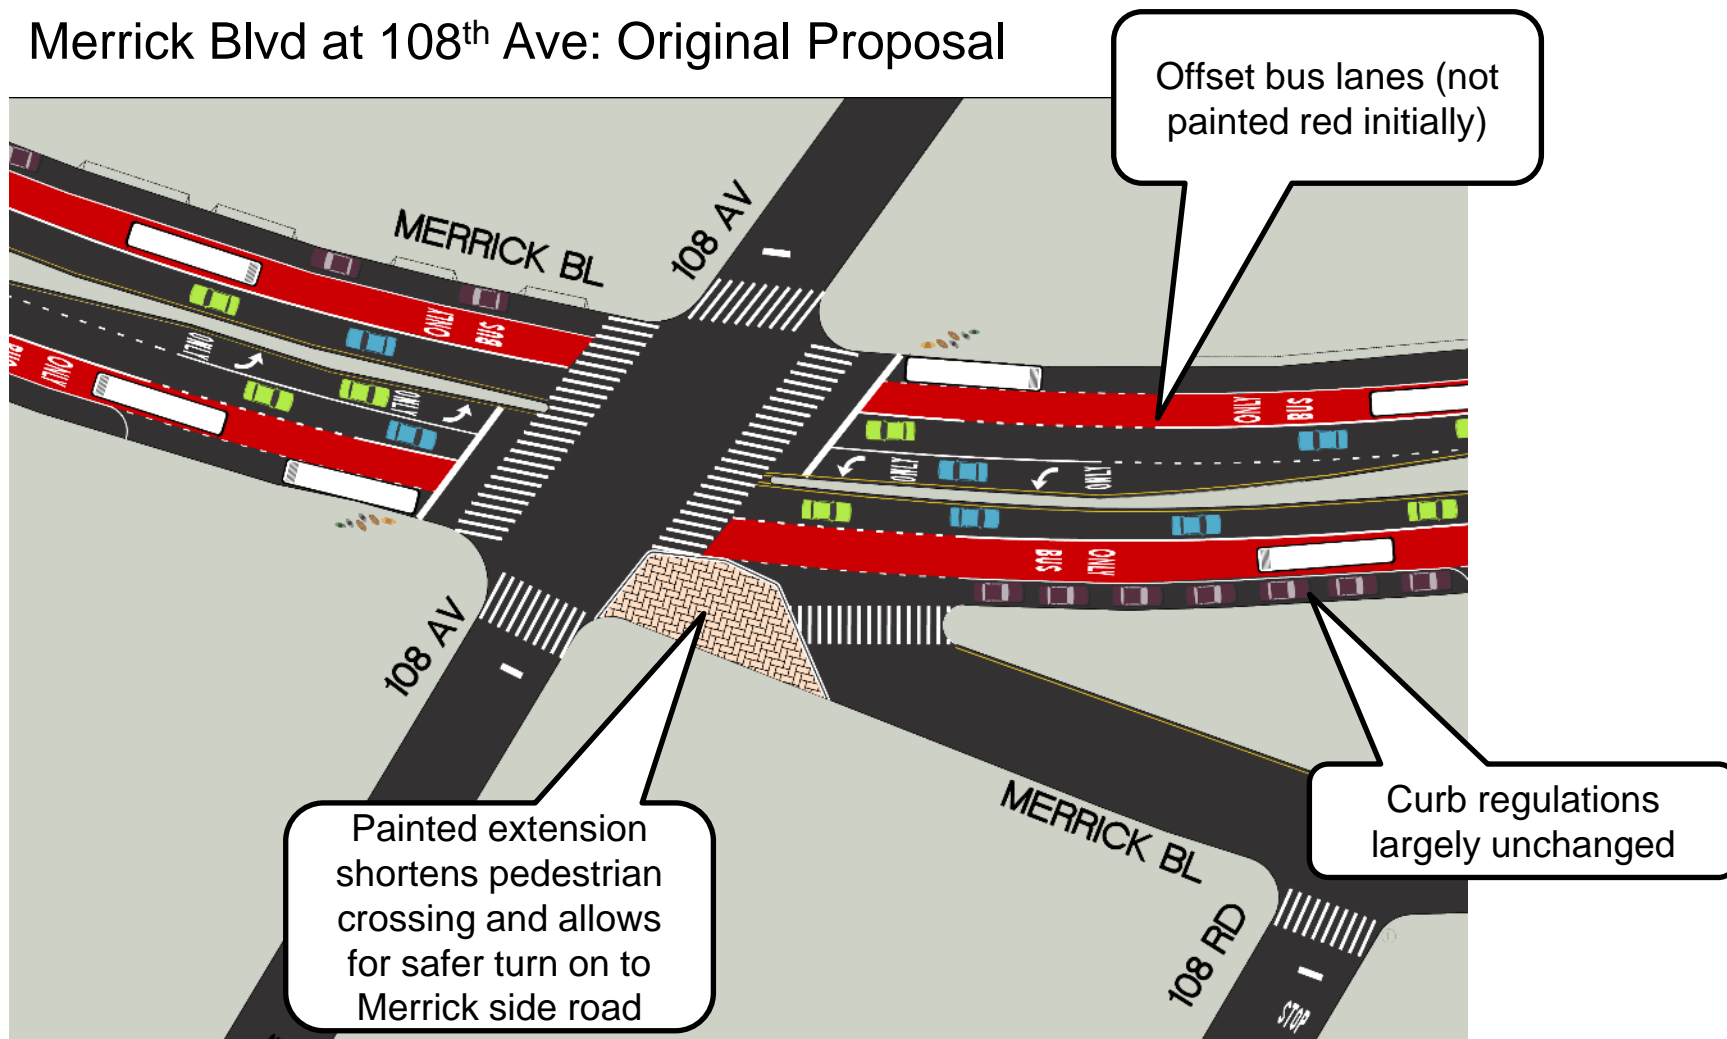 Merrick Blvd at 108th Ave: Original Proposal
Offset bus lanes (not
painted red initially)
MERRICK BL
108 AV
ONLY
BUS
ONLY
ONLY
BUS
ONLY
ONLY
BUS
ONLY
ONLY
BUS
ONLY
108 AV
MERRICK BL
Curb regulations
largely unchanged
Painted extension
shortens pedestrian
crossing and allows
for safer turn on to
Merrick side road
108 RD
STOP